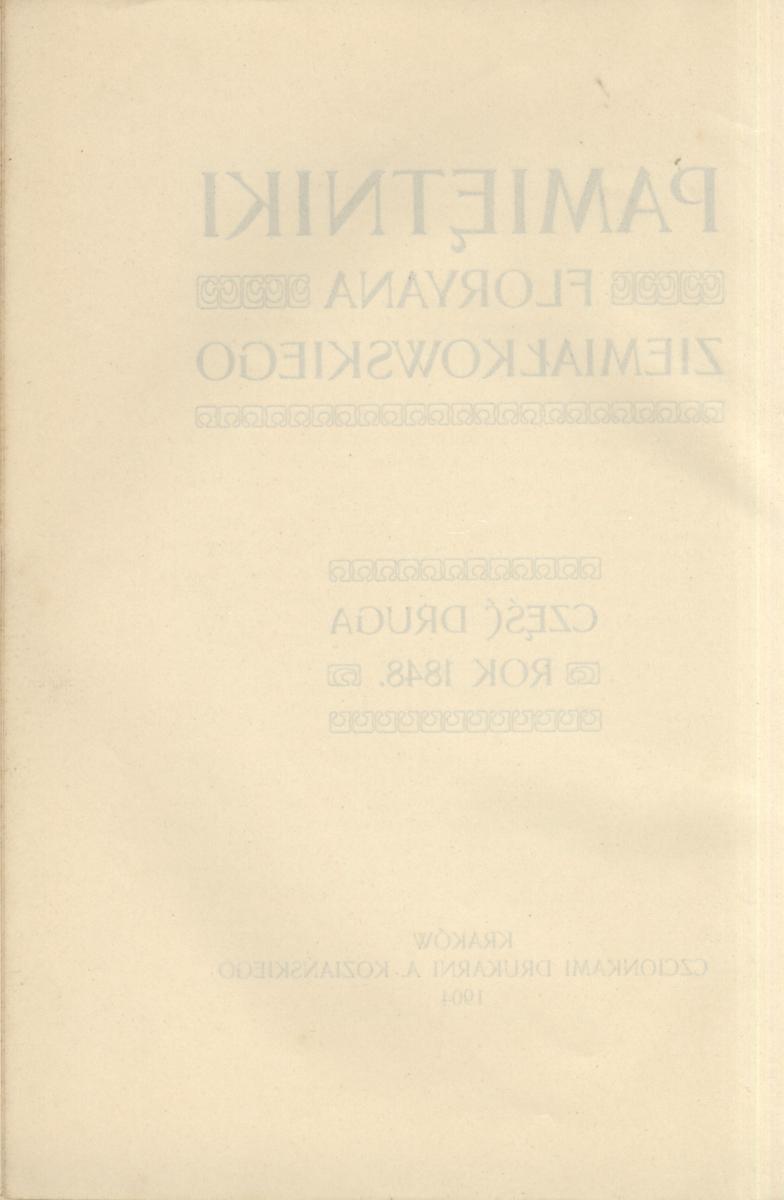 PAMIĘTNIKI
FLORYANA
ZIEMIAŁKOWSKIEGO
CZĘŚĆ DRUGA
ROK 1848.
KRAKÓW
CZCIONKAMI DRUKARNI A. KOZIAŃSKIEGO
1904